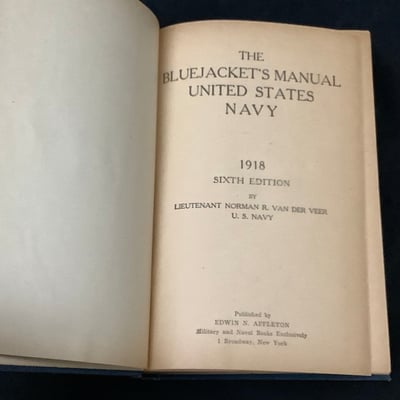 THE
BLUEJACKET'S MANUAL
UNITED STATES
NAVY
1918
SIXTH EDITION
BY
LIEUTENANT NORMAN R. VAN DER VEER
U. S. NAVY
Published by
EDWIN N. APPLETON
Military and Naval Books Exclusively
1 Broadway, New York